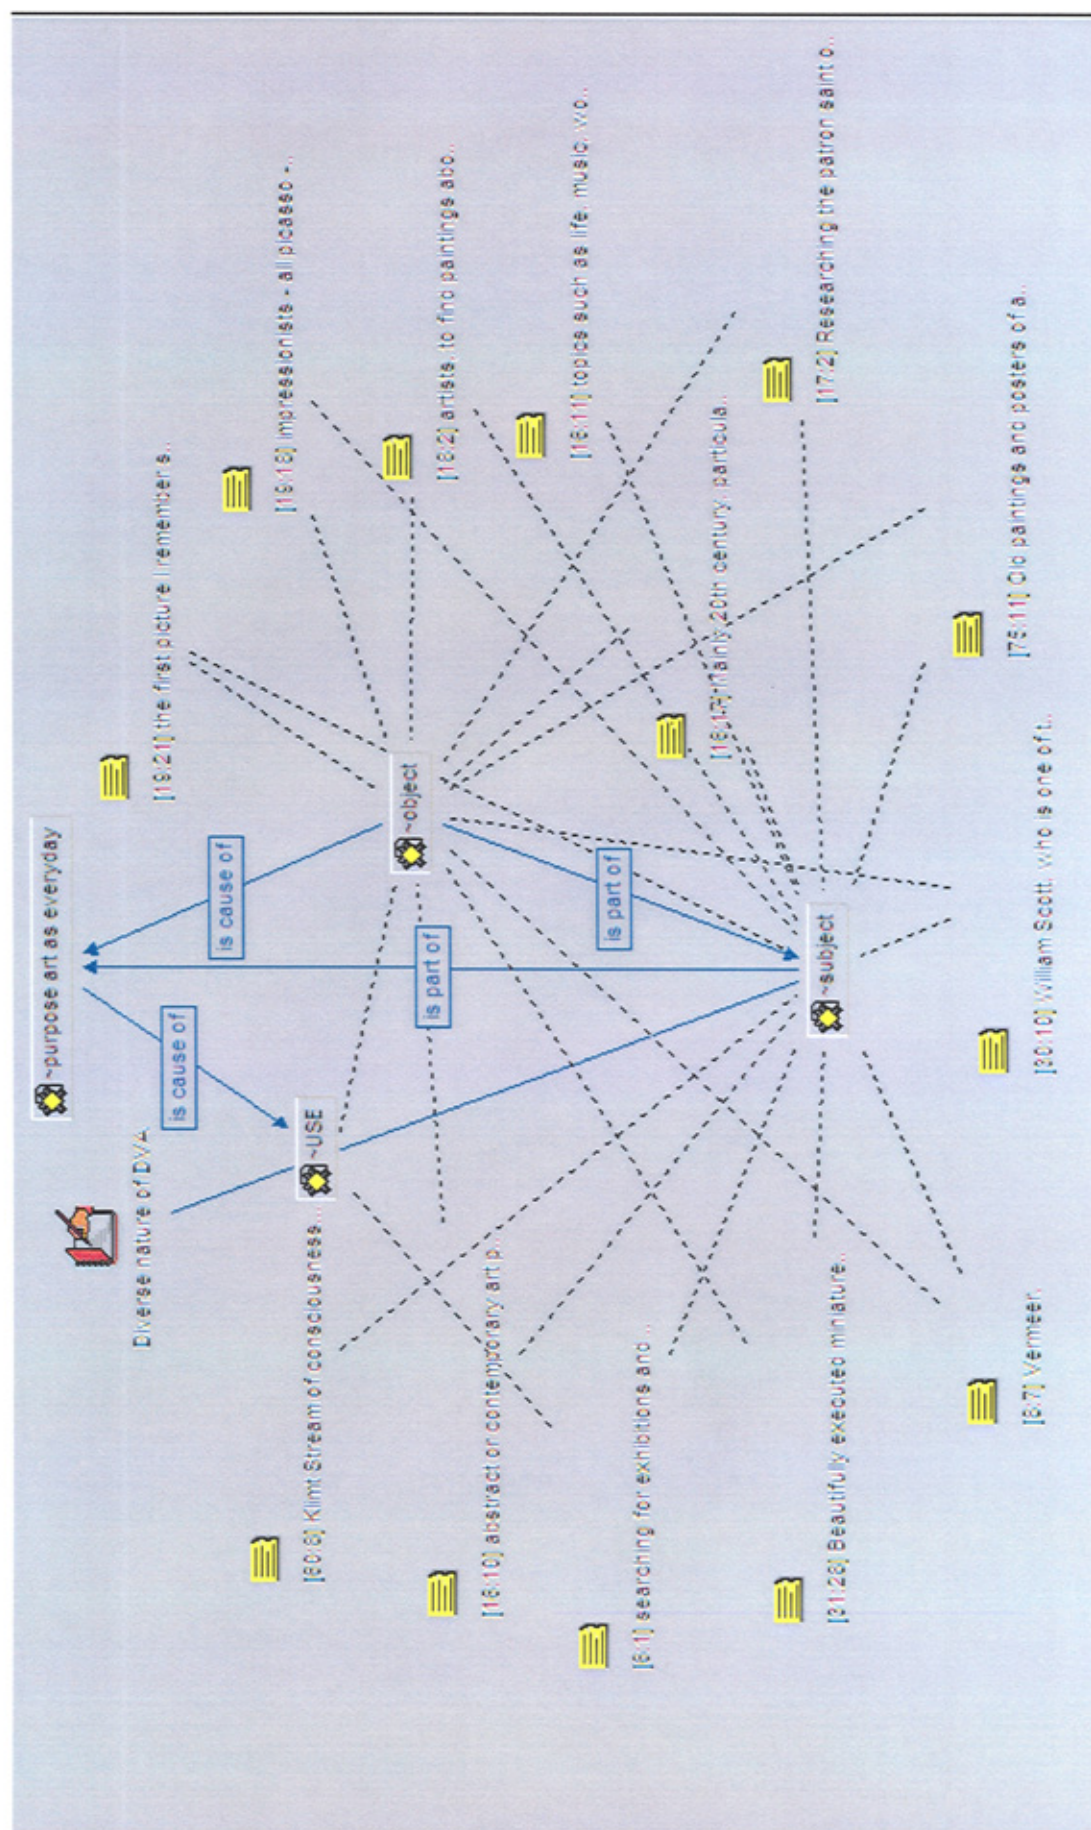 ~purpose art as everyday
Diverse nature of DVA
is cause of
is cause of
[19:21] the first picture I remember s..
~USE
~object
[19:18] Impressionists - all picasso -..
[60:8] Klimt Stream of consciousness ...
is part of
is part of
[18:2] artists, to find paintings abo..
[16:10] abstract or contemporary art p..
[16:11] topics such as life, music, wo..
[6:1] searching for exhibitions and ..
[16:17] mainly 20th century, particula..
~subject
[17:2] Researching the patron saint o..
[31:28] Beautifully executed miniature..
[75:11] Old paintings and posters of a..
[30:10] William Scott, who is one of t..
[8:7] Vermeer,